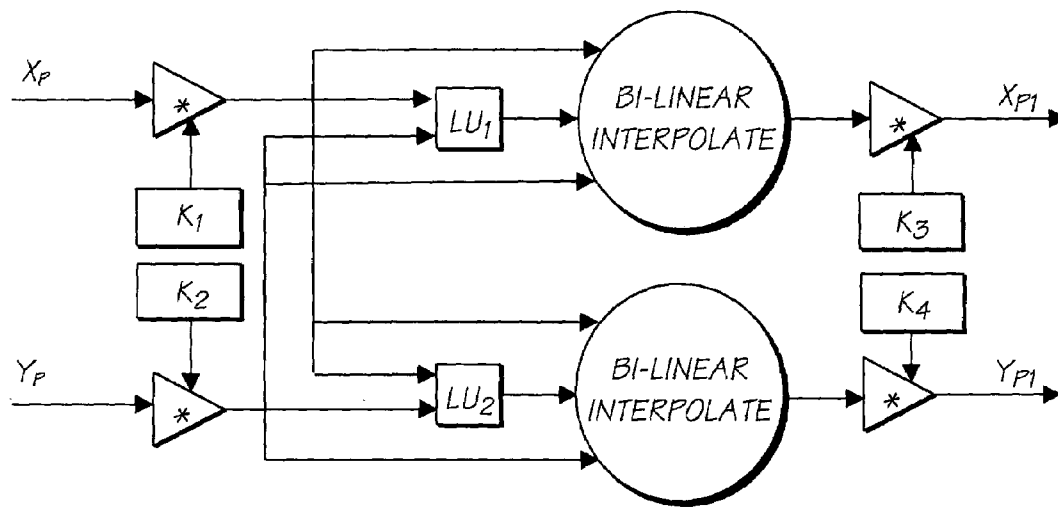 X_P
*
K_1
K_2
Y_P
*
LU_1
LU_2
BI-LINEAR
INTERPOLATE
BI-LINEAR
INTERPOLATE
*
X_P1
K_3
K_4
*
Y_P1